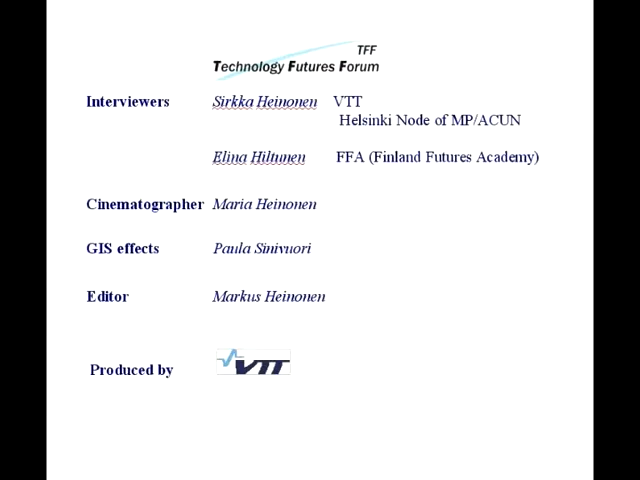 TFF
Technology Futures Forum
Interviewers Sirkka Heinonen VTT
Helsinki Node of MP/ACUN
Elina Hiltunen FFA (Finland Futures Academy)
Cinematographer Maria Heinonen
GIS effects Paula Sinivuori
Editor Markus Heinonen
Produced by VTT